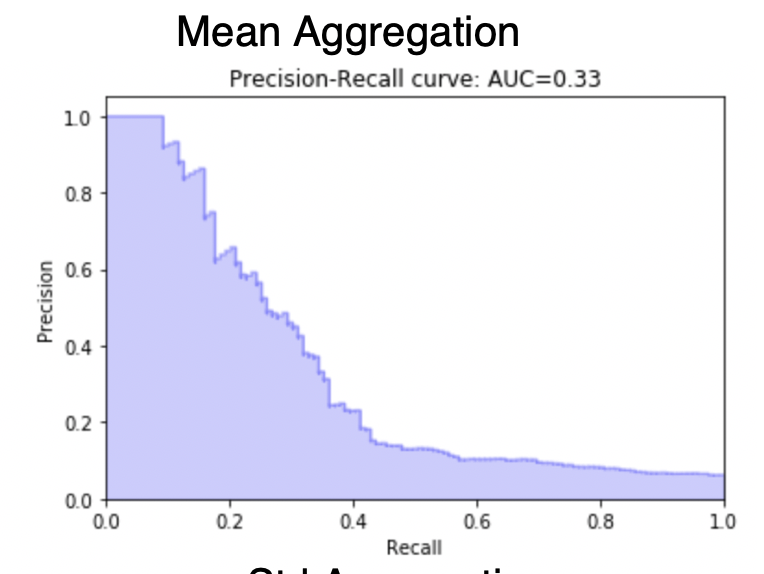 Mean Aggregation
Precision-Recall curve: AUC=0.33
1.0
0.8
0.6
0.4
0.2
0.0
Precision
0.0 0.2 0.4 0.6 0.8 1.0
Recall